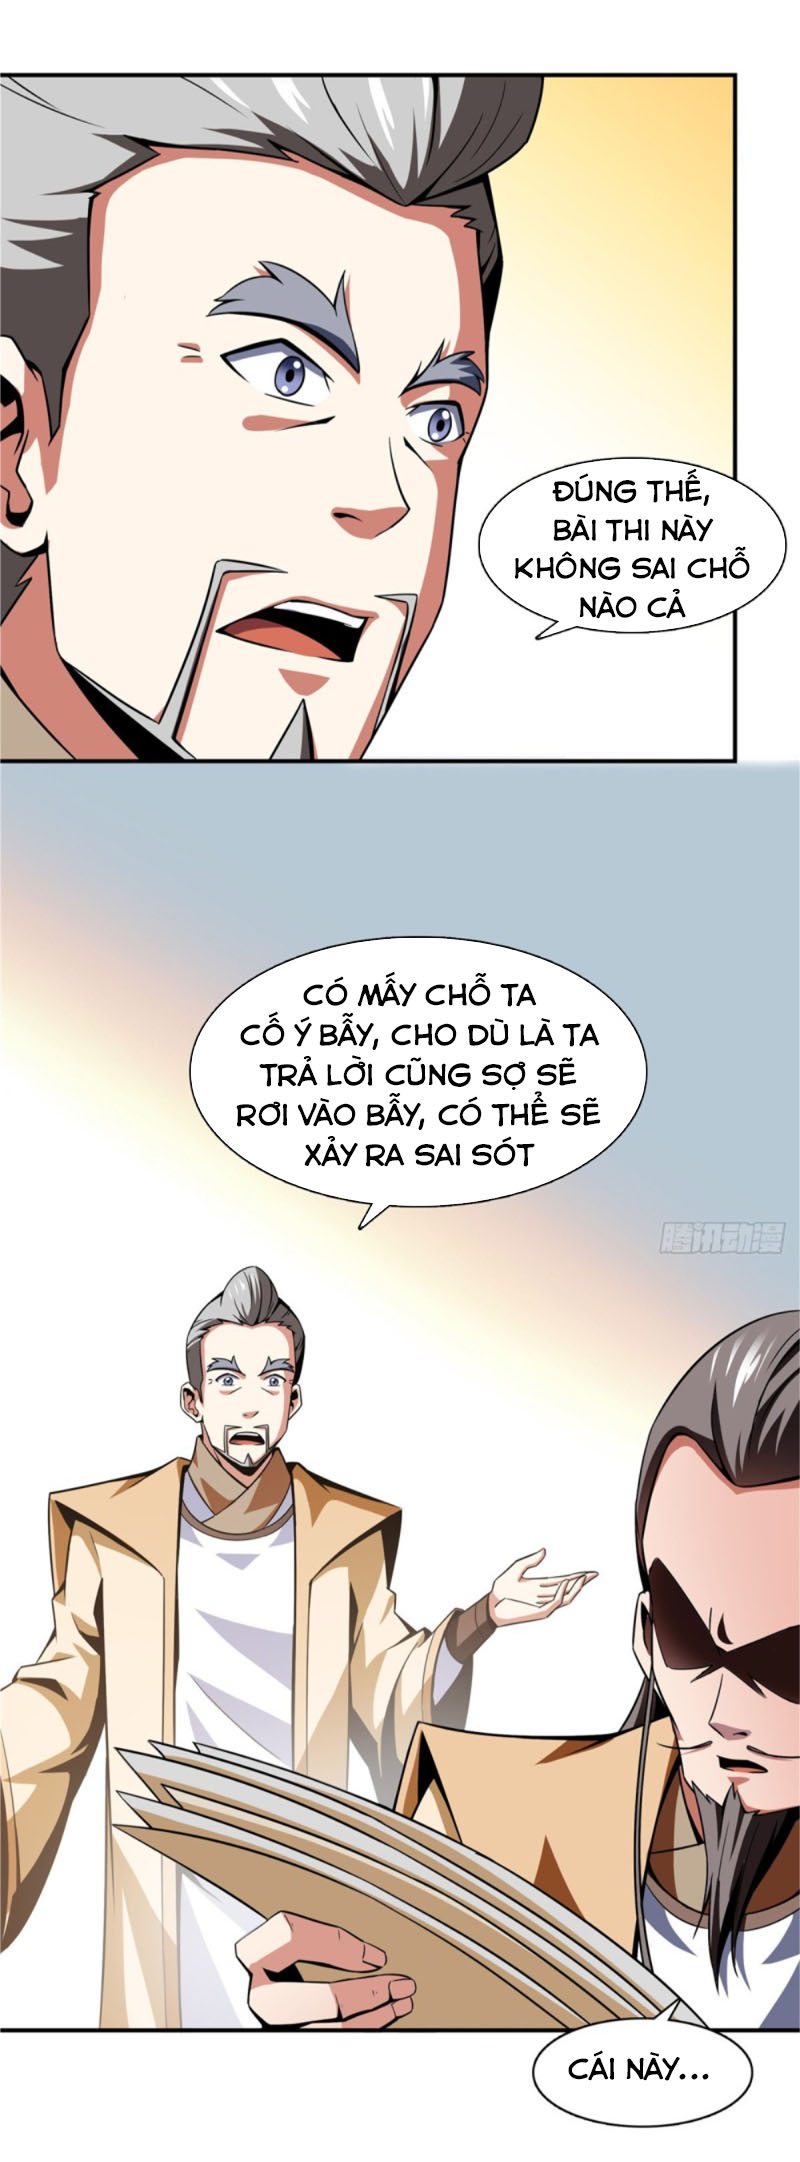 ĐÚNG THẾ,
BÀI THI NÀY
KHÔNG SAI CHỖ
NÀO CẢ
CÓ MẤY CHỖ TA
CỐ Ý BẪY, CHO DÙ LÀ TA
TRẢ LỜI CŨNG SỢ SẼ
RƠI VÀO BẪY, CÓ THỂ SẼ
XẢY RA SAI SÓT
腾讯动漫
CÁI NÀY...